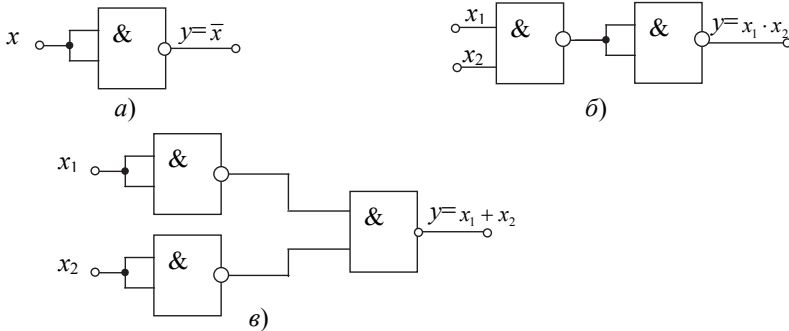 x & y=x̅
а)
x₁ x₂ & & y=x₁ · x₂
б)
x₁ &
& y=x₁ + x₂
x₂ &
в)